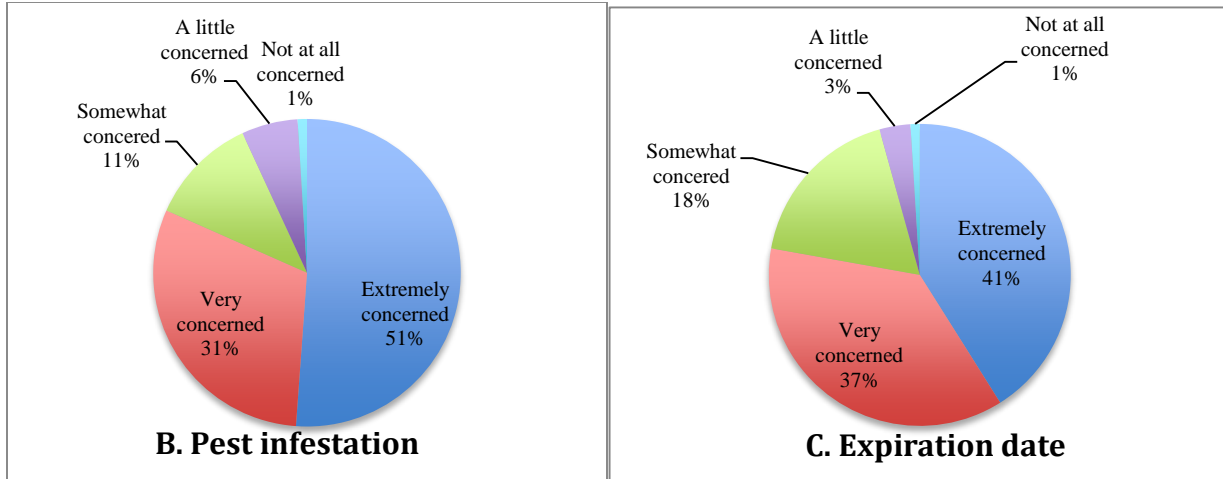 A little
concerned
6%
Not at all
concerned
1%
Somewhat
concered
11%
Very
concerned
31%
Extremely
concerned
51%
B. Pest infestation
A little
concerned
3%
Not at all
concerned
1%
Somewhat
concered
18%
Extremely
concerned
41%
Very
concerned
37%
C. Expiration date